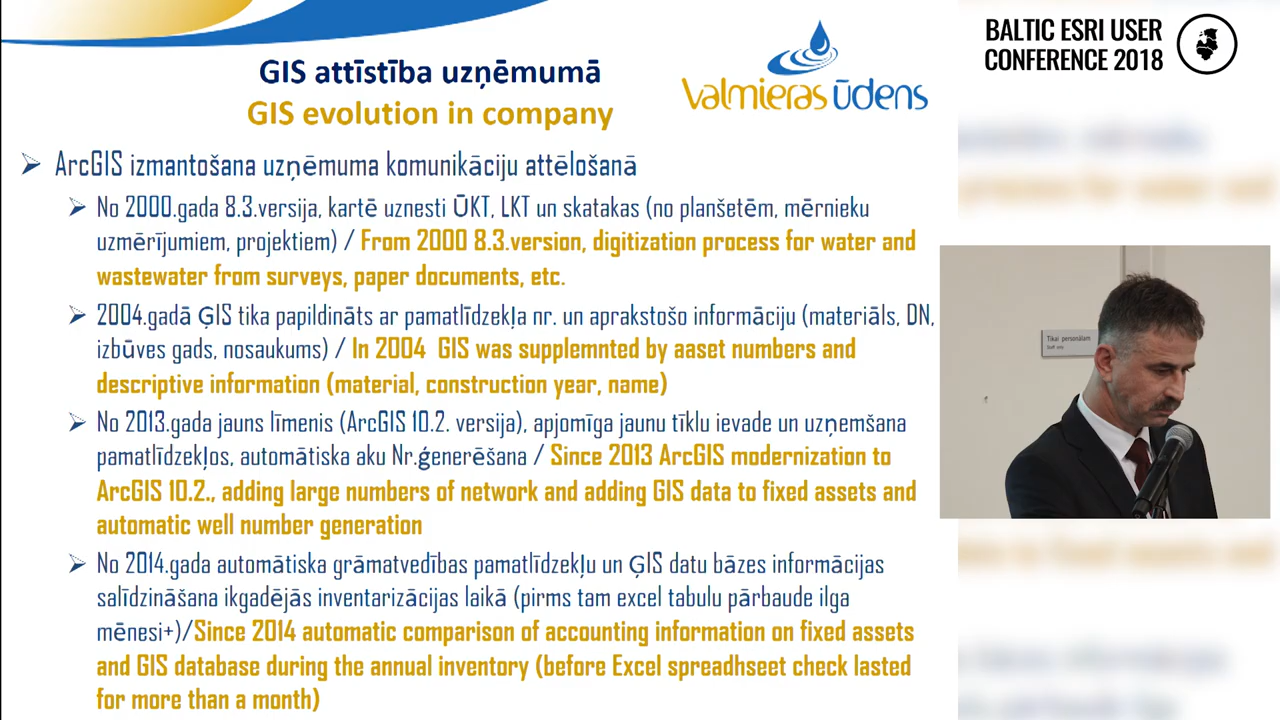 BALTIC ESRI USER
CONFERENCE 2018
Valmieras ūdens
GIS attīstība uzņēmumā
GIS evolution in company
ArcGIS izmantošana uzņēmuma komunikāciju attēlošanā
No 2000.gada 8.3.versija, kartē uznesti ŪKT, LKT un skatakas (no planšetēm, mērnieku
uzmērījumiem, projektiem) / From 2000 8.3.version, digitization process for water and
wastewater from surveys, paper documents, etc.
2004.gadā ĢIS tika papildināts ar pamatlīdzekļa nr. un aprakstošo informāciju (materiāls, DN,
izbūves gads, nosaukums) / In 2004 GIS was supplemnted by aaset numbers and
descriptive information (material, construction year, name)
No 2013.gada jauns līmenis (ArcGIS 10.2. versija), apjomīga jaunu tīklu ievade un uzņemšana
pamatlīdzekļos, automātiska aku Nr.ģenerēšana / Since 2013 ArcGIS modernization to
ArcGIS 10.2., adding large numbers of network and adding GIS data to fixed assets and
automatic well number generation
No 2014.gada automātiska grāmatvedības pamatlīdzekļu un ĢIS datu bāzes informācijas
salīdzināšana ikgadējās inventarizācijas laikā (pirms tam excel tabulu pārbaude ilga
mēnesi+)/Since 2014 automatic comparison of accounting information on fixed assets
and GIS database during the annual inventory (before Excel spreadhseet check lasted
for more than a month)
Tikai personālam
Staff only